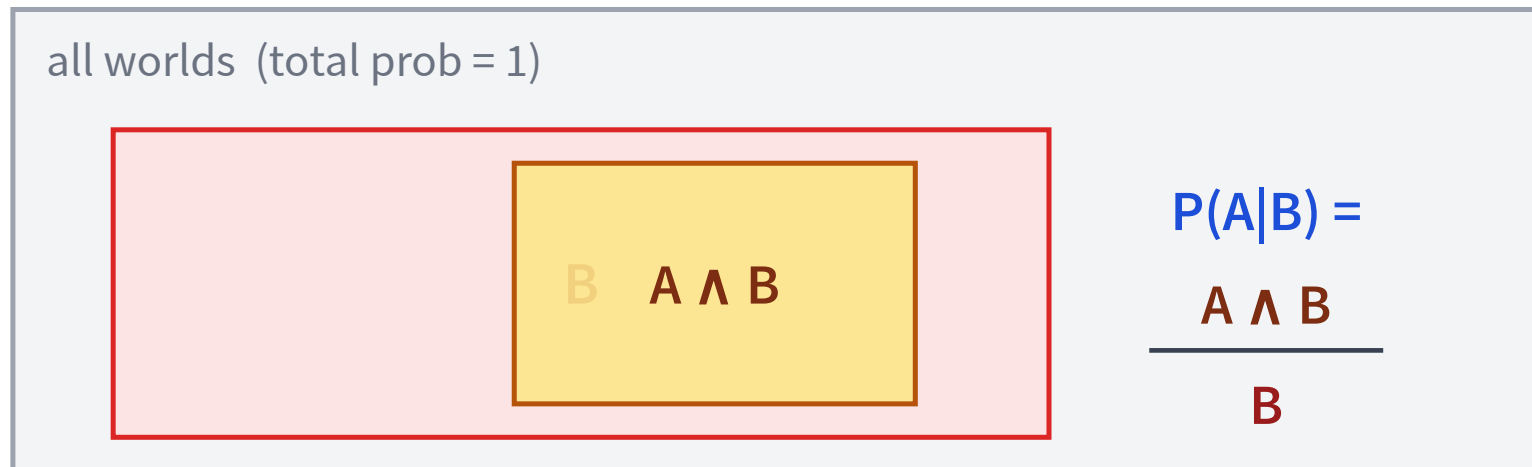 all worlds (total prob = 1)
B
A ∧ B
P(A|B) =
A ∧ B
B